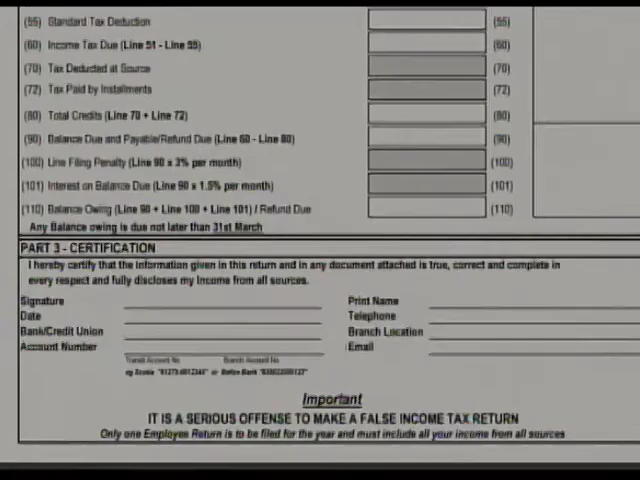 (55) Standard Tax Deduction (55)
(60) Income Tax Due (Line 51 - Line 55) (60)
(70) Tax Deducted at Source (70)
(72) Tax Paid by Installments (72)
(80) Total Credits (Line 70 + Line 72) (80)
(90) Balance Due and Payable/Refund Due (Line 60 - Line 80) (90)
(100) Line Filing Penalty (Line 90 x 3% per month) (100)
(101) Interest on Balance Due (Line 90 x 1.5% per month) (101)
(110) Balance Owing (Line 90 + Line 100 + Line 101) / Refund Due (110)
Any Balance owing is due not later than 31st March
PART 3 - CERTIFICATION
I hereby certify that the information given in this return and in any document attached is true, correct and complete in
every respect and fully discloses my Income from all sources.
Signature Print Name
Date Telephone
Bank/Credit Union Branch Location
Account Number Email
Transit Account No Branch Account No
eg Scotia or Belize Bank
Important
IT IS A SERIOUS OFFENSE TO MAKE A FALSE INCOME TAX RETURN
Only one Employee Return is to be filed for the year and must include all your income from all sources